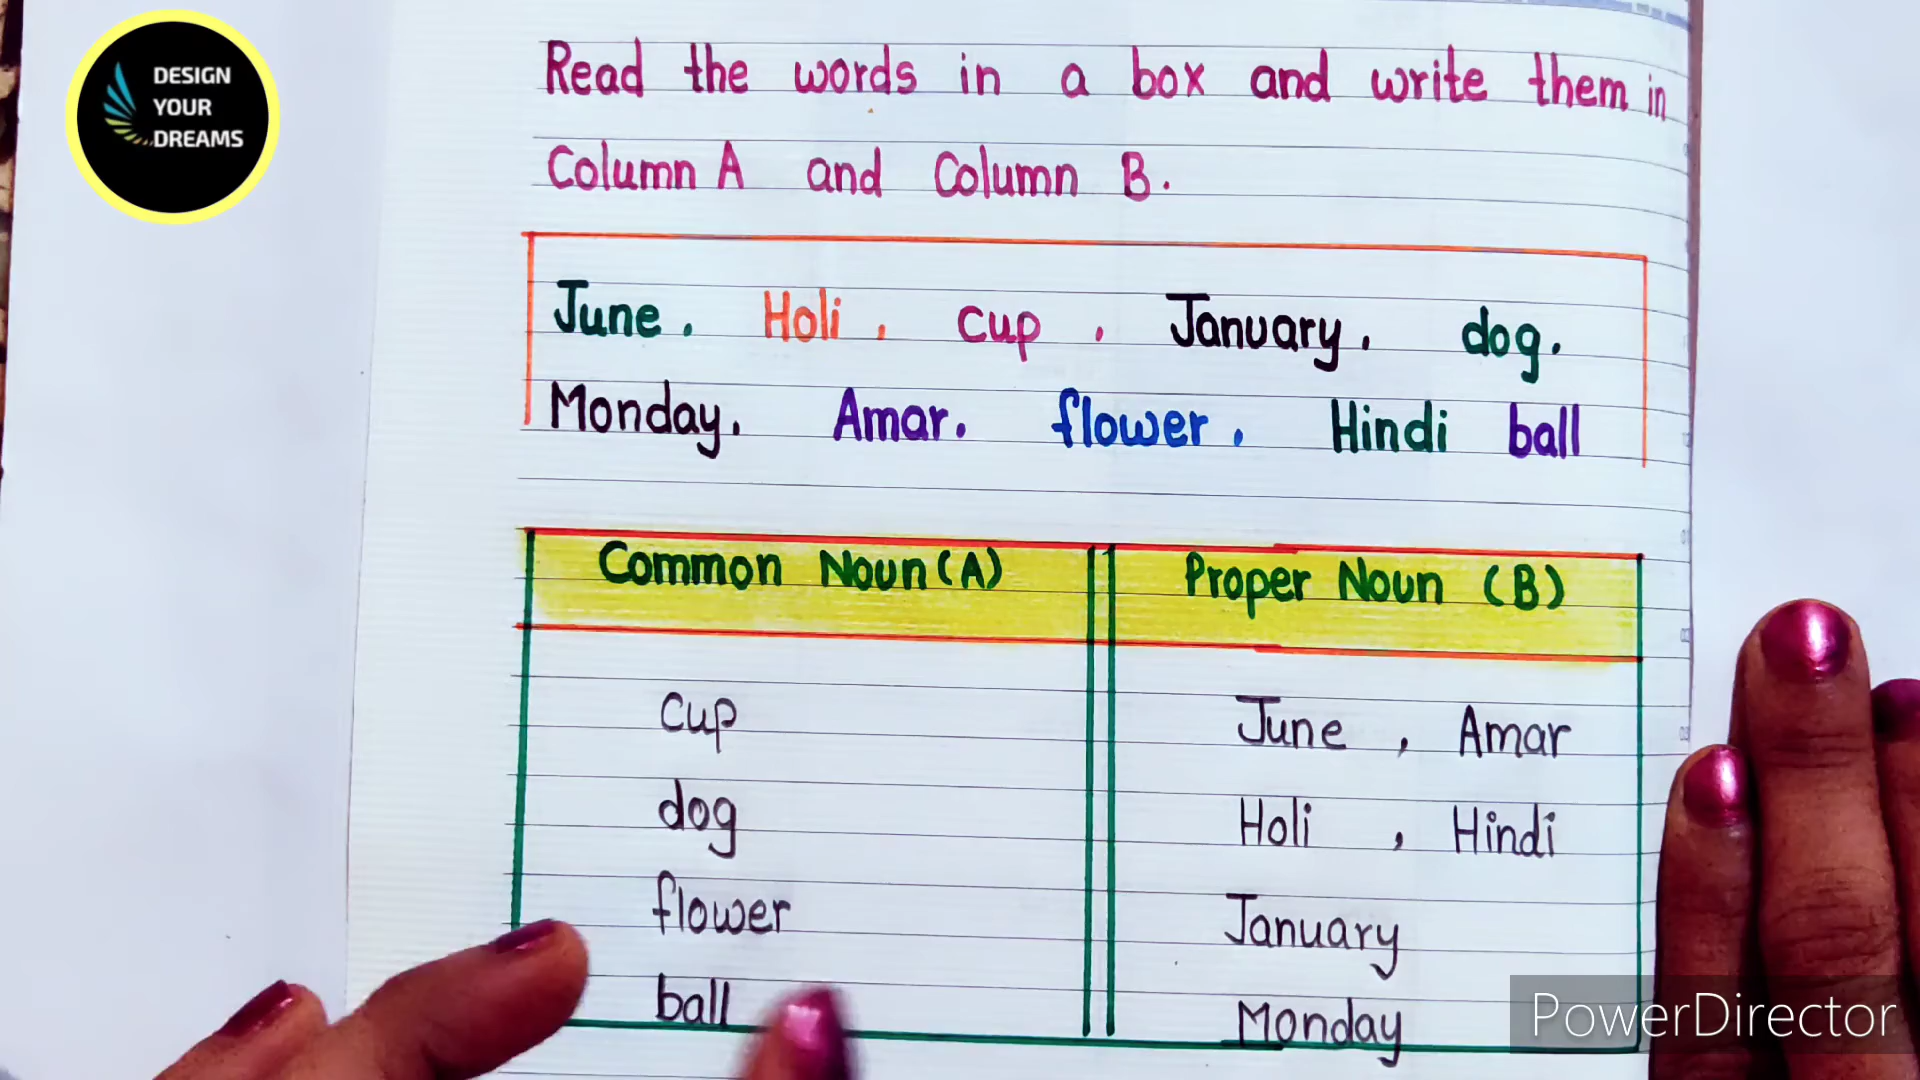 DESIGN
YOUR
DREAMS
Read the words in a box and write them in
Column A and Column B.
June, Holi, cup, January, dog.
Monday, Amar, flower, Hindi ball
Common Noun (A) Proper Noun (B)
cup June, Amar
dog Holi, Hindi
flower January
ball Monday
PowerDirector